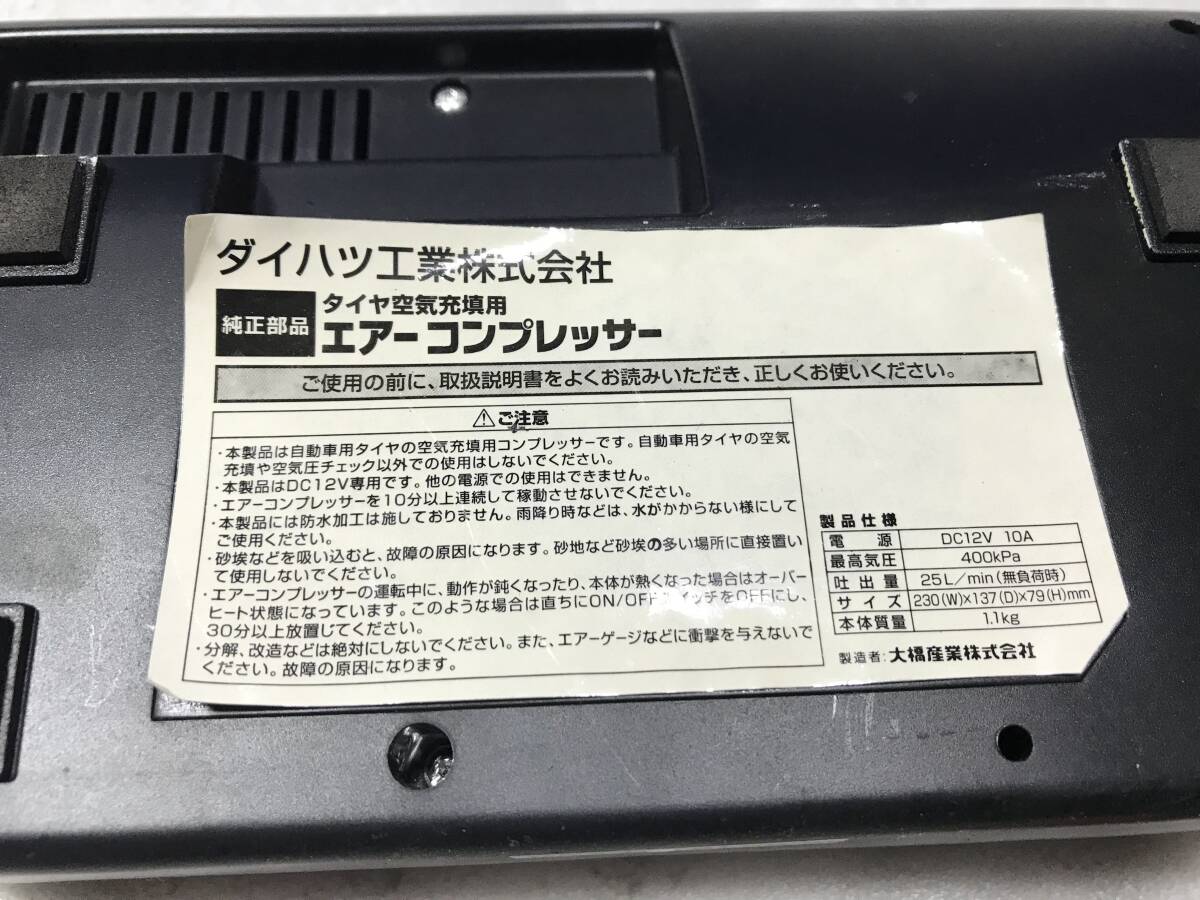 ダイハツ工業株式会社
純正部品
タイヤ空気充填用
エアーコンプレッサー
ご使用の前に、取扱説明書をよくお読みいただき、正しくお使いください。
⚠ご注意
・本製品は自動車用タイヤの空気充填用コンプレッサーです。自動車用タイヤの空気
充填や空気圧チェック以外での使用はしないでください。
・本製品はDC12V専用です。他の電源での使用はできません。
・エアーコンプレッサーを10分以上連続して稼動させないでください。
・本製品には防水加工は施しておりません。雨降り時などは、水がかからない様にして
ご使用ください。
・砂埃などを吸い込むと、故障の原因になります。砂地など砂埃の多い場所に直接置い
て使用しないでください。
・エアーコンプレッサーの運転中に、動作が鈍くなったり、本体が熱くなった場合はオーバー
ヒート状態になっています。このような場合は直ちにON/OFFスイッチをOFFにし、
30分以上放置してください。
・分解、改造などは絶対にしないでください。また、エアーゲージなどに衝撃を与えないで
ください。故障の原因になります。
製品仕様
電源 DC12V 10A
最高気圧 400kPa
吐出量 25L/min(無負荷時)
サイズ 230(W)×137(D)×79(H)mm
本体質量 1.1kg
製造者:大橋産業株式会社